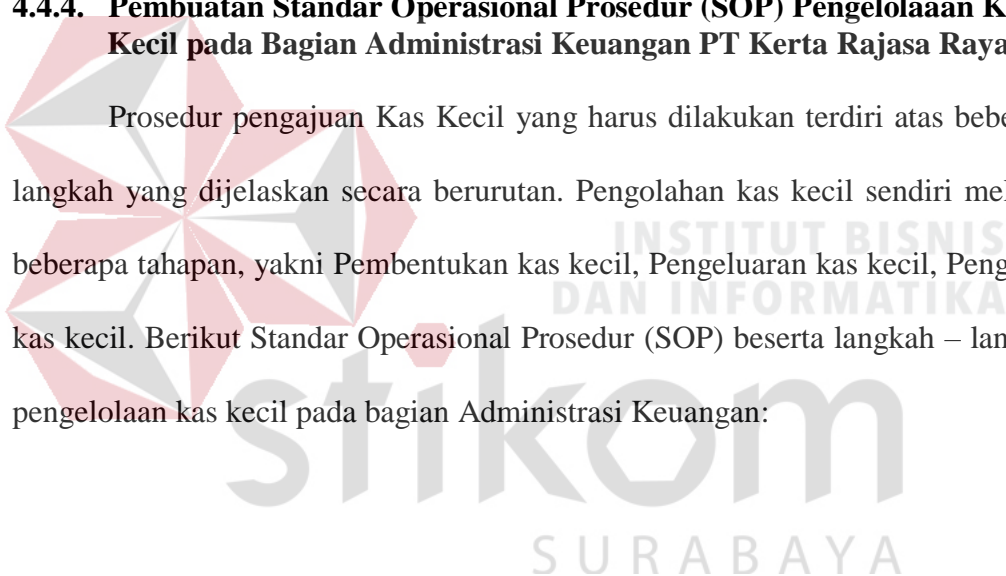 4.4.4. Pembuatan Standar Operasional Prosedur (SOP) Pengelolaaan K
Kecil pada Bagian Administrasi Keuangan PT Kerta Rajasa Raya
Prosedur pengajuan Kas Kecil yang harus dilakukan terdiri atas bebe
langkah yang dijelaskan secara berurutan. Pengolahan kas kecil sendiri me
INSTITUT BISNIS
beberapa tahapan, yakni Pembentukan kas kecil, Pengeluaran kas kecil, Peng
DAN INFORMATIKA
kas kecil. Berikut Standar Operasional Prosedur (SOP) beserta langkah – lan
stikom
pengelolaan kas kecil pada bagian Administrasi Keuangan:
SURABAYA